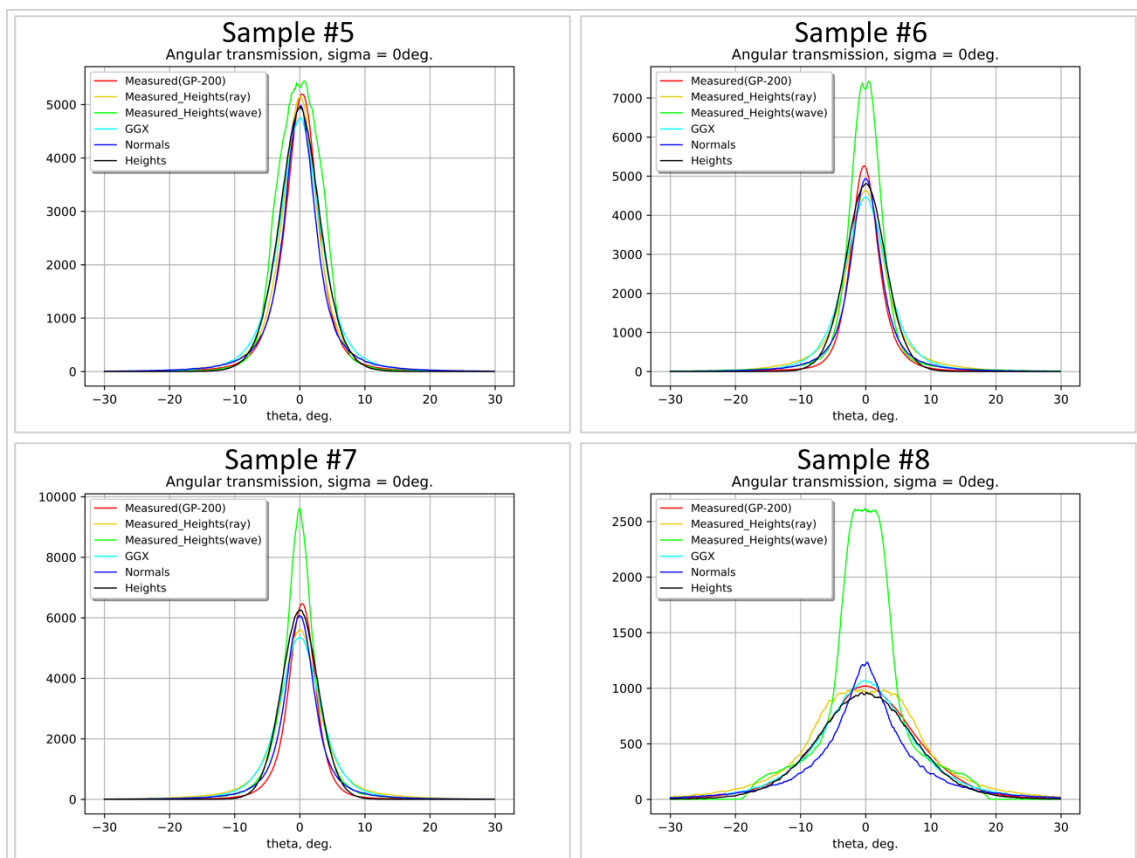 Sample #5
Angular transmission, sigma = 0deg.
Measured(GP-200)
Measured_Heights(ray)
Measured_Heights(wave)
GGX
Normals
Heights
5000
4000
3000
2000
1000
0
−30 −20 −10 0 10 20 30
theta, deg.
Sample #6
Angular transmission, sigma = 0deg.
Measured(GP-200)
Measured_Heights(ray)
Measured_Heights(wave)
GGX
Normals
Heights
7000
6000
5000
4000
3000
2000
1000
0
−30 −20 −10 0 10 20 30
theta, deg.
Sample #7
Angular transmission, sigma = 0deg.
Measured(GP-200)
Measured_Heights(ray)
Measured_Heights(wave)
GGX
Normals
Heights
10000
8000
6000
4000
2000
0
−30 −20 −10 0 10 20 30
theta, deg.
Sample #8
Angular transmission, sigma = 0deg.
Measured(GP-200)
Measured_Heights(ray)
Measured_Heights(wave)
GGX
Normals
Heights
2500
2000
1500
1000
500
0
−30 −20 −10 0 10 20 30
theta, deg.